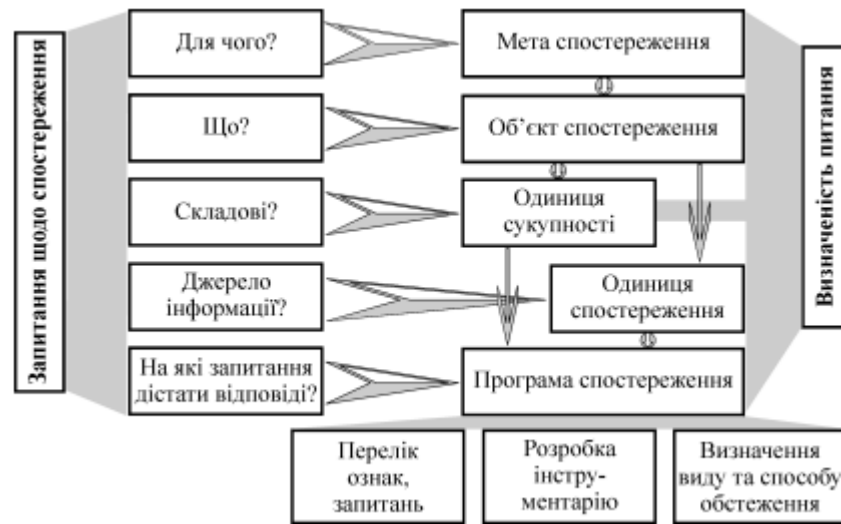 Запитання щодо спостереження
Для чого?
Мета спостереження
Що?
Об’єкт спостереження
Складові?
Одиниця
сукупності
Джерело
інформації?
Одиниця
спостереження
На які запитання
дістати відповіді?
Програма спостереження
Визначеність питання
Перелік
ознак,
запитань
Розробка
інстру-
ментарію
Визначення
виду та способу
обстеження